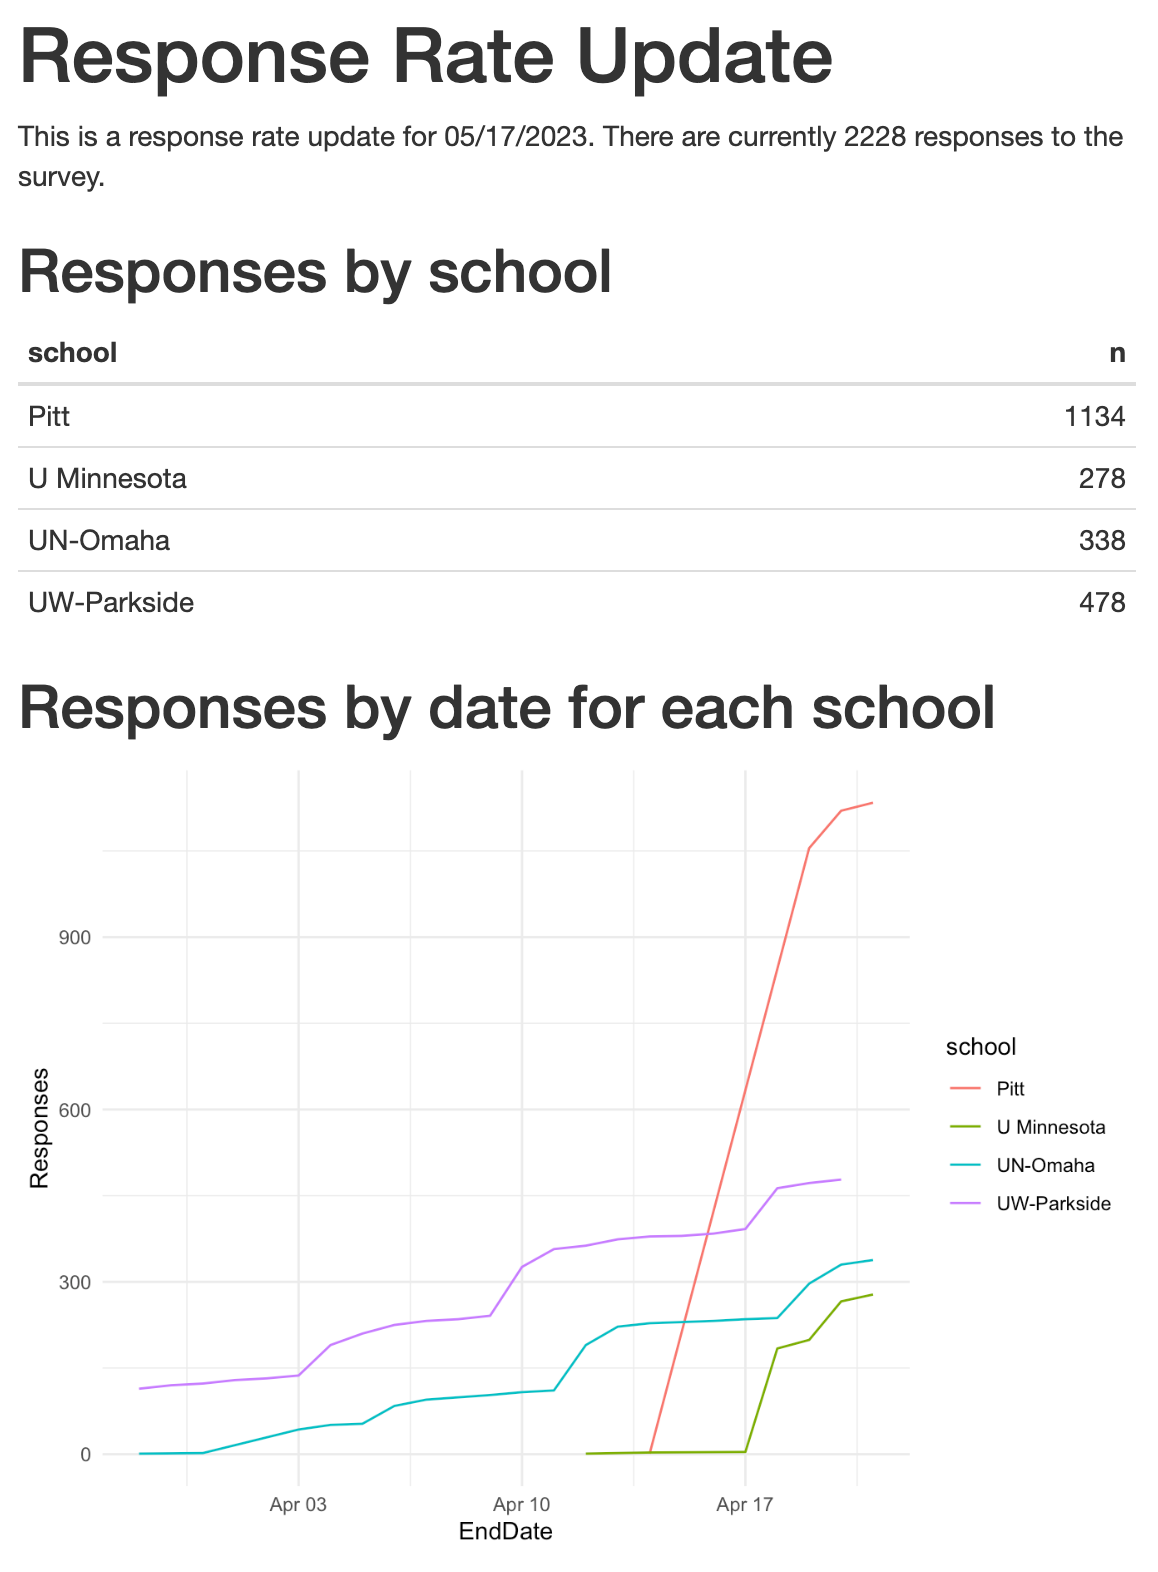 Response Rate Update
This is a response rate update for 05/17/2023. There are currently 2228 responses to the
survey.
Responses by school
school n
Pitt 1134
U Minnesota 278
UN-Omaha 338
UW-Parkside 478
Responses by date for each school
900
600
300
0
Responses
Apr 03 Apr 10 Apr 17
EndDate
school
Pitt
U Minnesota
UN-Omaha
UW-Parkside